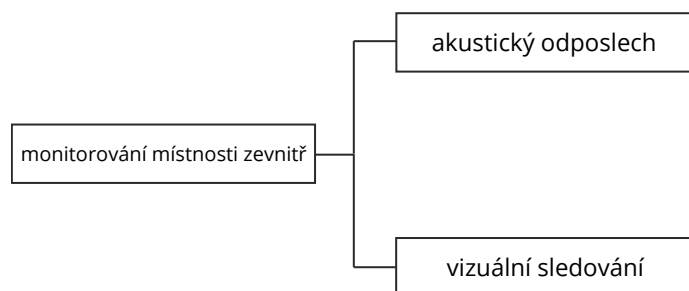 akustický odposlech
monitorování místnosti zevnitř
vizuální sledování